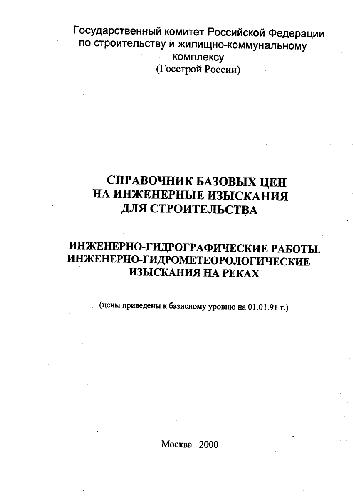 Государственный комитет Российской Федерации
по строительству и жилищно-коммунальному
комплексу
(Госстрой России)
СПРАВОЧНИК БАЗОВЫХ ЦЕН
НА ИНЖЕНЕРНЫЕ ИЗЫСКАНИЯ
ДЛЯ СТРОИТЕЛЬСТВА
ИНЖЕНЕРНО-ГИДРОГРАФИЧЕСКИЕ РАБОТЫ.
ИНЖЕНЕРНО-ГИДРОМЕТЕОРОЛОГИЧЕСКИЕ
ИЗЫСКАНИЯ НА РЕКАХ
(цены приведены к базисному уровню на 01.01.91 г.)
Москва 2000